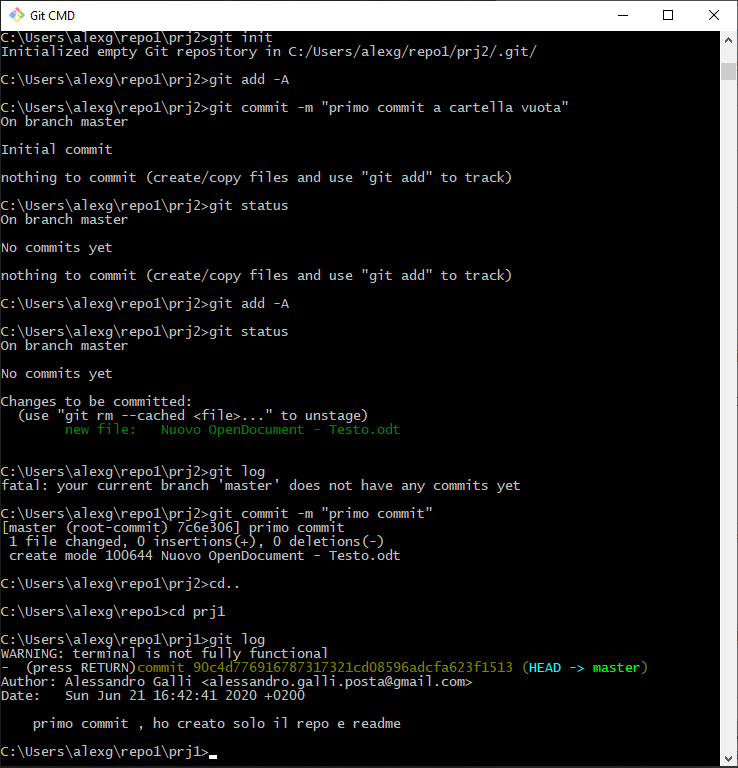 Git CMD
C:\Users\alexg\repo1\prj2>git init
Initialized empty Git repository in C:/Users/alexg/repo1/prj2/.git/
C:\Users\alexg\repo1\prj2>git add -A
C:\Users\alexg\repo1\prj2>git commit -m "primo commit a cartella vuota"
On branch master
Initial commit
nothing to commit (create/copy files and use "git add" to track)
C:\Users\alexg\repo1\prj2>git status
On branch master
No commits yet
nothing to commit (create/copy files and use "git add" to track)
C:\Users\alexg\repo1\prj2>git add -A
C:\Users\alexg\repo1\prj2>git status
On branch master
No commits yet
Changes to be committed:
  (use "git rm --cached <file>..." to unstage)
        new file:   Nuovo OpenDocument - Testo.odt
C:\Users\alexg\repo1\prj2>git log
fatal: your current branch 'master' does not have any commits yet
C:\Users\alexg\repo1\prj2>git commit -m "primo commit"
[master (root-commit) 7c6e306] primo commit
 1 file changed, 0 insertions(+), 0 deletions(-)
 create mode 100644 Nuovo OpenDocument - Testo.odt
C:\Users\alexg\repo1\prj2>cd..
C:\Users\alexg\repo1>cd prj1
C:\Users\alexg\repo1\prj1>git log
WARNING: terminal is not fully functional
-  (press RETURN)commit 90c4d776916787317321cd08596adcfa623f1513 (HEAD -> master)
Author: Alessandro Galli <alessandro.galli.posta@gmail.com>
Date:   Sun Jun 21 16:42:41 2020 +0200
    primo commit , ho creato solo il repo e readme
C:\Users\alexg\repo1\prj1>